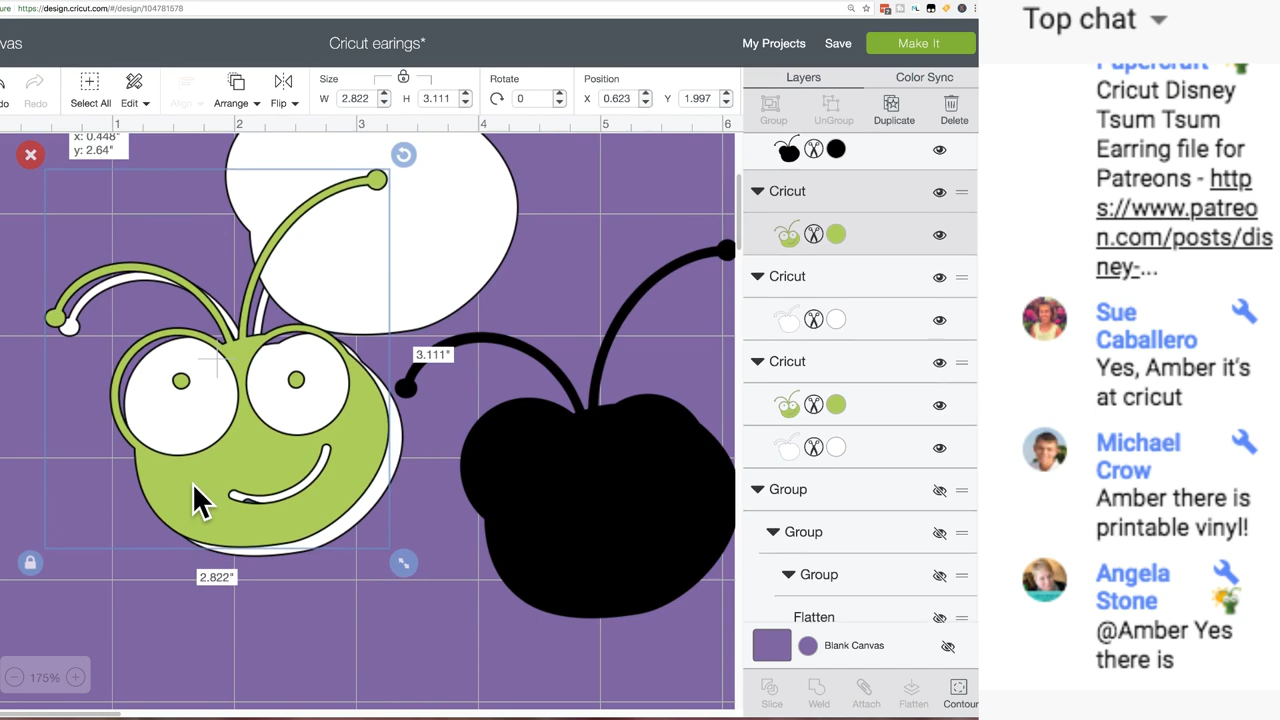 ure https://design.cricut.com/#/design/104781578
vas
Cricut earings*
My Projects
Save
Make It
do
Redo
Select All
Edit
Align
Arrange
Flip
Size
W 2.822
H 3.111
Rotate
0
Position
X 0.623
Y 1.997
1 2 3 4 5 6
x: 0.448"
y: 2.64"
3.111"
2.822"
175%
Layers
Color Sync
Group
UnGroup
Duplicate
Delete
Cricut
Cricut
Cricut
Group
Group
Group
Flatten
Blank Canvas
Slice
Weld
Attach
Flatten
Contour
Top chat
Papercraft
Cricut Disney
Tsum Tsum
Earring file for
Patreons - http
s://www.patreo
n.com/posts/dis
ney-...
Sue
Caballero
Yes, Amber it's
at cricut
Michael
Crow
Amber there is
printable vinyl!
Angela
Stone
@Amber Yes
there is